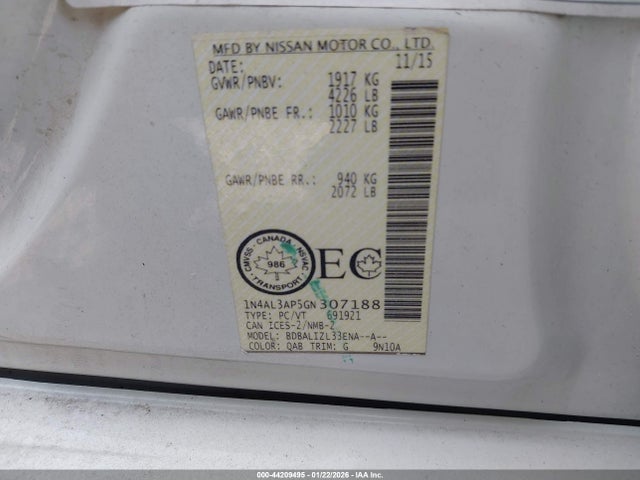 MFD BY NISSAN MOTOR CO., LTD.
DATE: 11/15
GVWR/PNBV: 1917 KG
4226 LB
GAWR/PNBE FR.: 1010 KG
2227 LB
GAWR/PNBE RR.: 940 KG
2072 LB
CANADA
CMVSS NSVAC
986
TRANSPORT
EC
1N4AL3AP5GN307188
TYPE: PC/VT 691921
CAN ICES-2/NMB-2
MODEL: BDBALIZL33ENA--A--
COLOR: QAB TRIM: G 9N10A
000-44209495 - 01/22/2026 - IAAI, Inc.